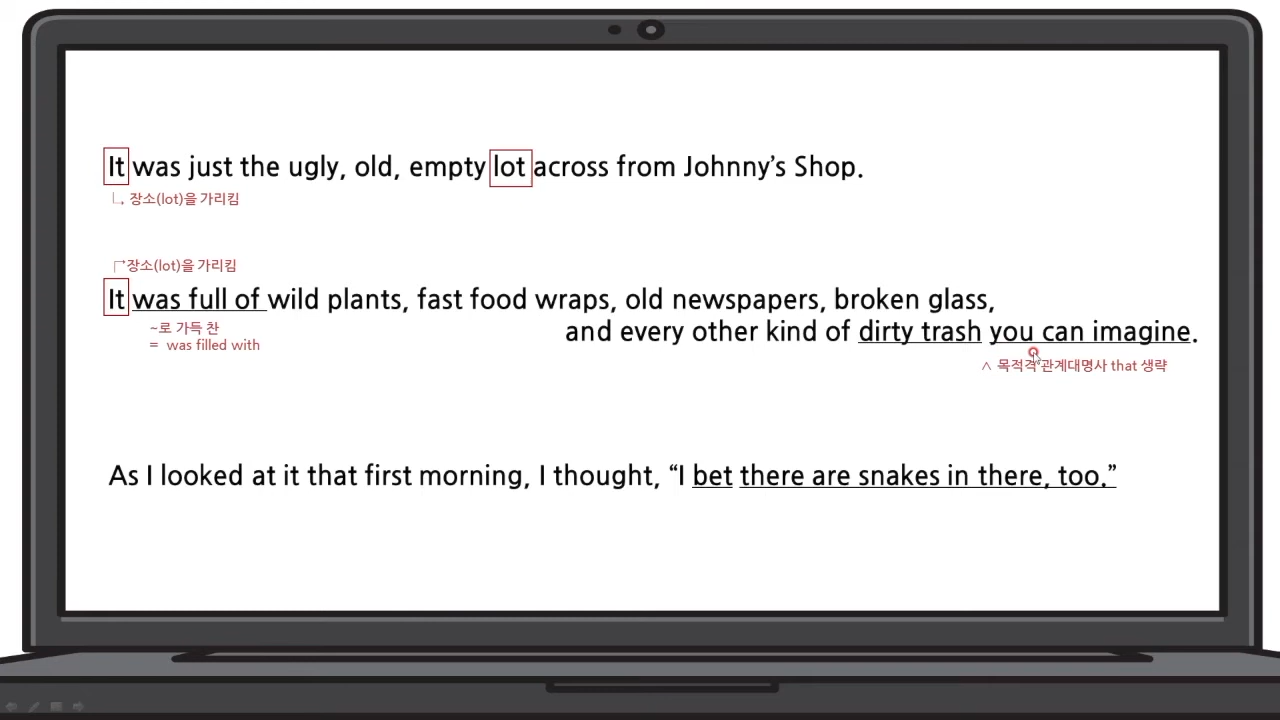 It was just the ugly, old, empty lot across from Johnny’s Shop.
장소(lot)을 가리킴
장소(lot)을 가리킴
It was full of wild plants, fast food wraps, old newspapers, broken glass,
and every other kind of dirty trash you can imagine.
~로 가득 찬
= was filled with
∧ 목적격 관계대명사 that 생략
As I looked at it that first morning, I thought, “I bet there are snakes in there, too.”